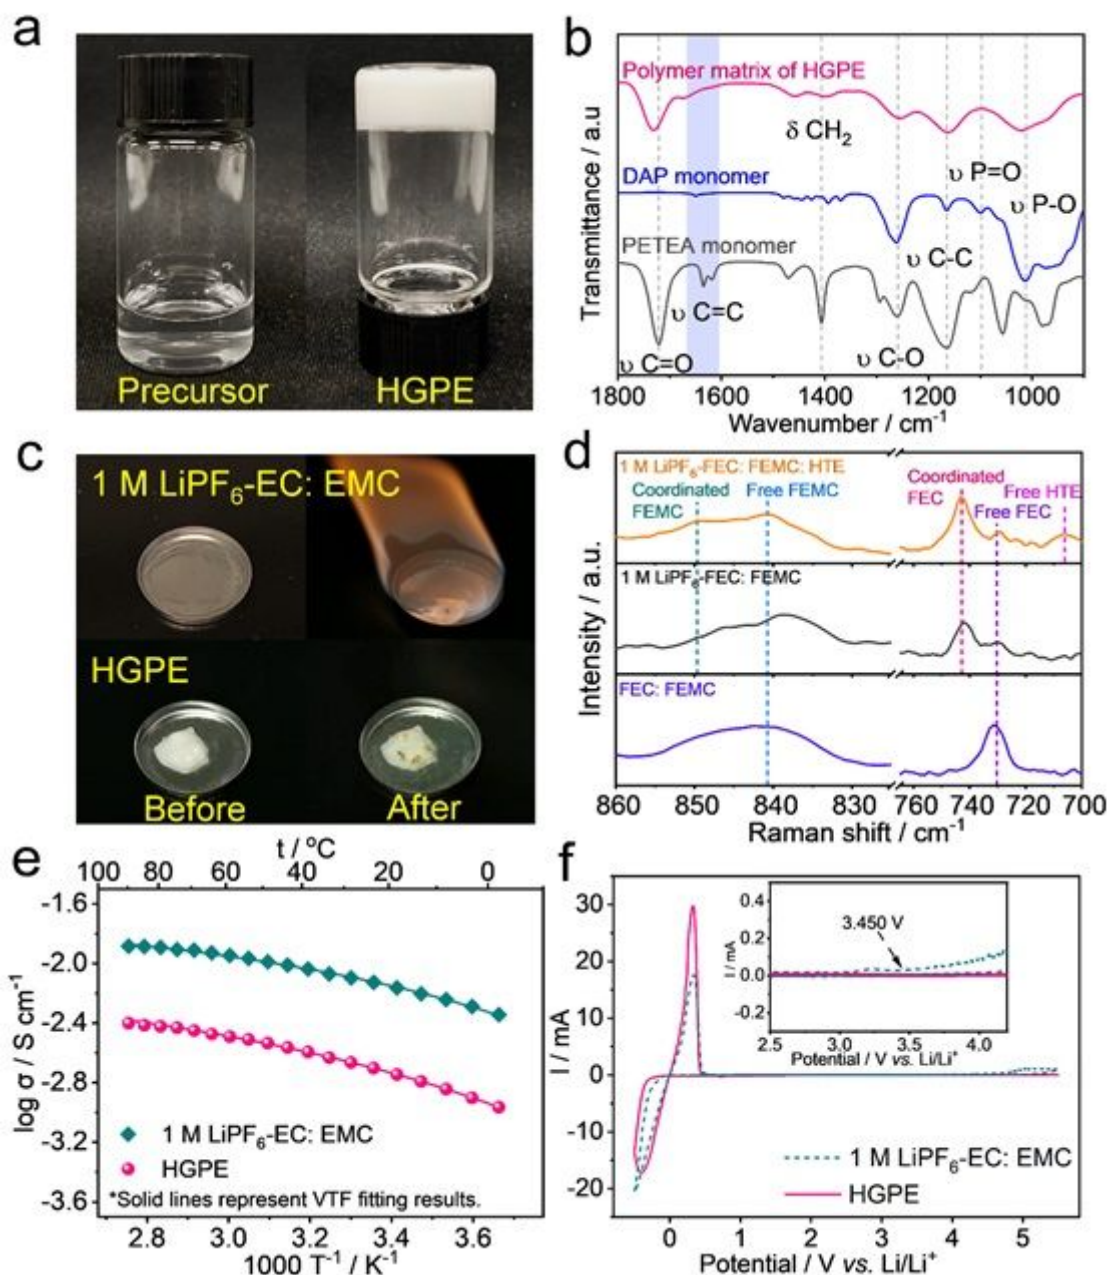 a
Precursor
HGPE
b
Polymer matrix of HGPE
δ CH₂
DAP monomer
υ P=O
υ P-O
PETEA monomer
υ C-C
υ C=C
υ C=O
υ C-O
Transmittance / a.u
1800
1600
1400
1200
1000
Wavenumber / cm⁻¹
c
1 M LiPF₆-EC: EMC
HGPE
Before
After
d
1 M LiPF₆-FEC: FEMC: HTE
Coordinated
FEMC
Free FEMC
Coordinated
FEC
Free HTE
Free FEC
1 M LiPF₆-FEC: FEMC
FEC: FEMC
Intensity / a.u.
860
850
840
830
760
740
720
700
Raman shift / cm⁻¹
e
t / °C
100
80
60
40
20
0
-1.6
-2.0
-2.4
-2.8
-3.2
-3.6
log σ / S cm⁻¹
1 M LiPF₆-EC: EMC
HGPE
*Solid lines represent VTF fitting results.
2.8
3.0
3.2
3.4
3.6
1000 T⁻¹ / K⁻¹
f
30
20
10
0
-10
-20
I / mA
3.450 V
0.4
0.2
0.0
-0.2
I / mA
2.5
3.0
3.5
4.0
Potential / V vs. Li/Li⁺
1 M LiPF₆-EC: EMC
HGPE
0
1
2
3
4
5
Potential / V vs. Li/Li⁺